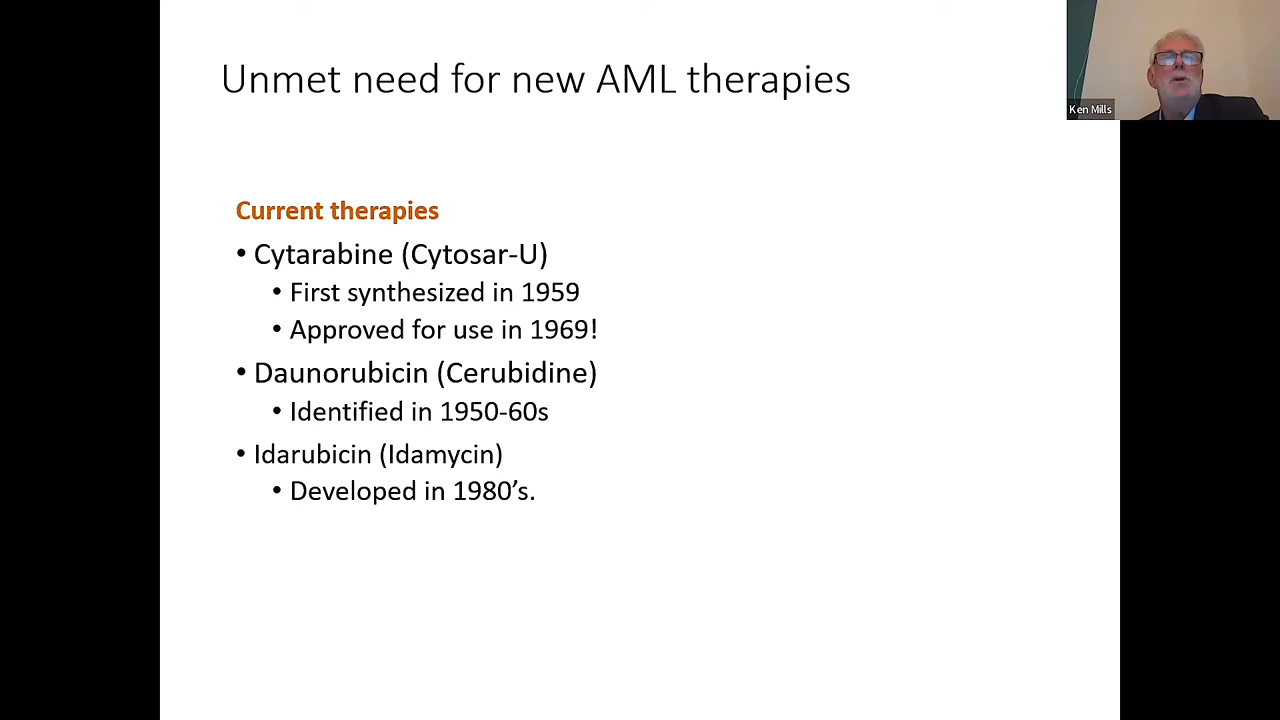 Unmet need for new AML therapies
Ken Mills
Current therapies
• Cytarabine (Cytosar-U)
• First synthesized in 1959
• Approved for use in 1969!
• Daunorubicin (Cerubidine)
• Identified in 1950-60s
• Idarubicin (Idamycin)
• Developed in 1980’s.